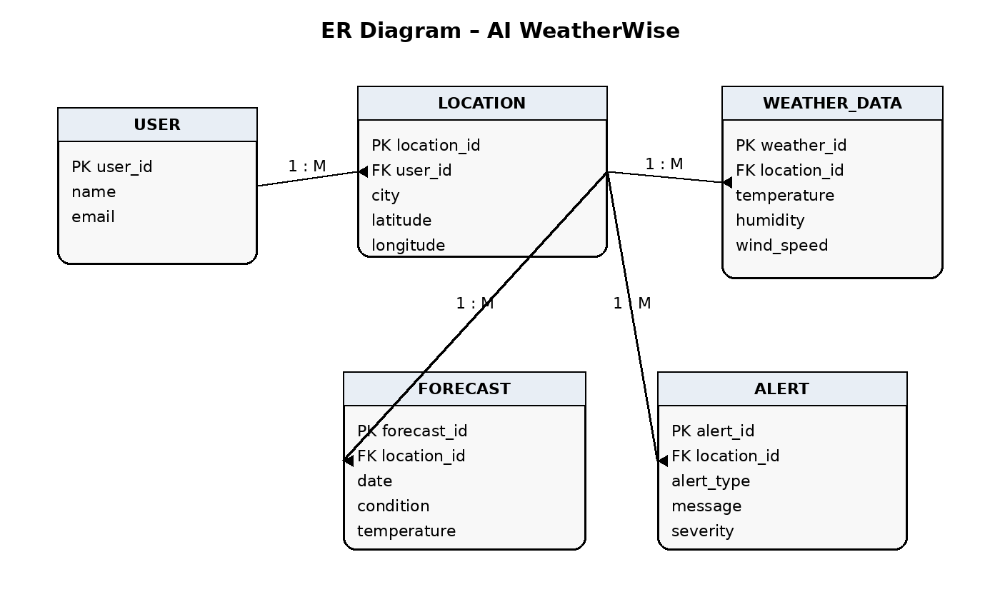 ER Diagram – AI WeatherWise
USER
PK user_id
name
email
1 : M
LOCATION
PK location_id
FK user_id
city
latitude
longitude
1 : M
WEATHER_DATA
PK weather_id
FK location_id
temperature
humidity
wind_speed
1 : M
1 : M
FORECAST
PK forecast_id
FK location_id
date
condition
temperature
ALERT
PK alert_id
FK location_id
alert_type
message
severity